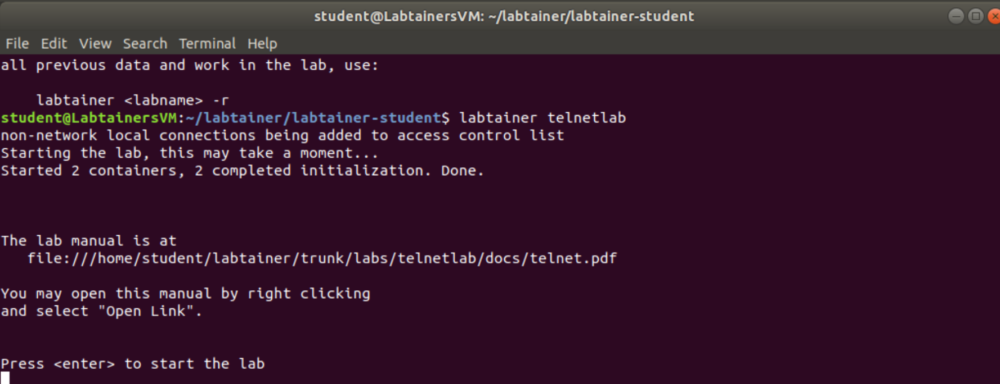 student@LabtainersVM: ~/labtainer/labtainer-student
File Edit View Search Terminal Help
all previous data and work in the lab, use:
labtainer <labname> -r
student@LabtainersVM:~/labtainer/labtainer-student$ labtainer telnetlab
non-network local connections being added to access control list
Starting the lab, this may take a moment...
Started 2 containers, 2 completed initialization. Done.
The lab manual is at
file:///home/student/labtainer/trunk/labs/telnetlab/docs/telnet.pdf
You may open this manual by right clicking
and select "Open Link".
Press <enter> to start the lab